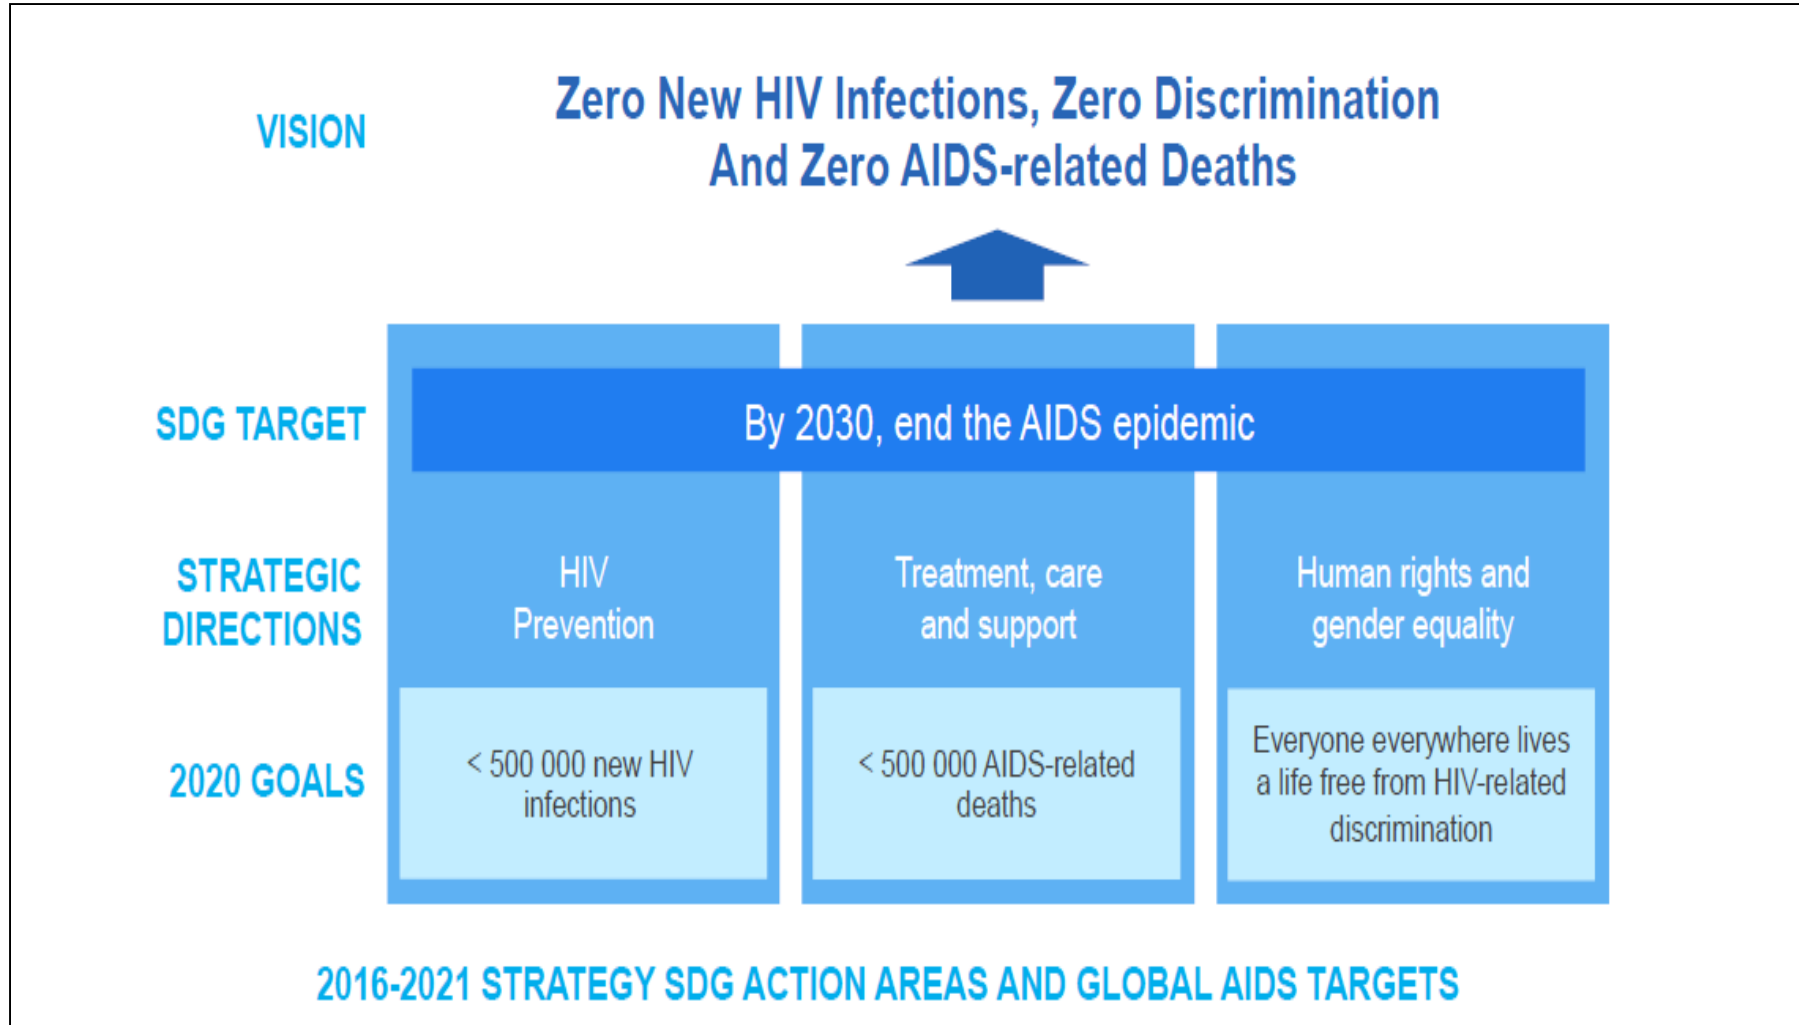 VISION
Zero New HIV Infections, Zero Discrimination
And Zero AIDS-related Deaths
SDG TARGET
By 2030, end the AIDS epidemic
STRATEGIC
DIRECTIONS
HIV
Prevention
Treatment, care
and support
Human rights and
gender equality
2020 GOALS
< 500 000 new HIV
infections
< 500 000 AIDS-related
deaths
Everyone everywhere lives
a life free from HIV-related
discrimination
2016-2021 STRATEGY SDG ACTION AREAS AND GLOBAL AIDS TARGETS